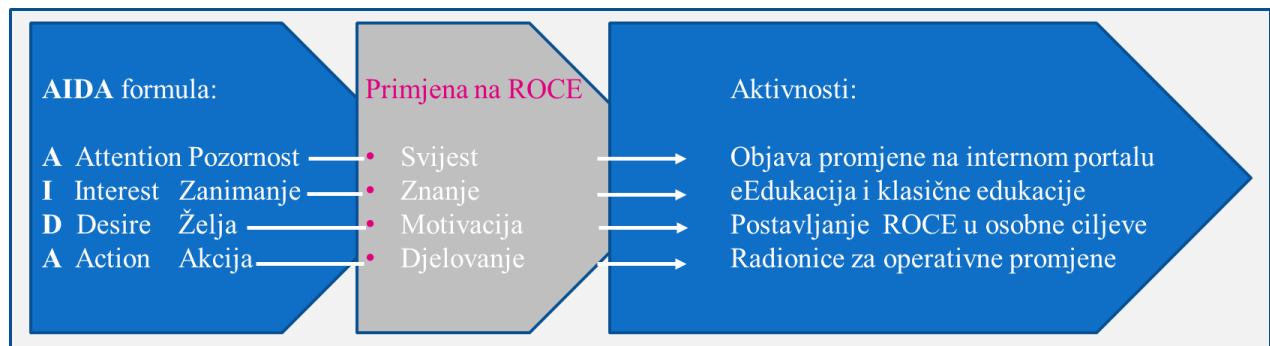 AIDA formula:
A Attention Pozornost
I Interest Zanimanje
D Desire Želja
A Action Akcija
Primjena na ROCE
• Svijest
• Znanje
• Motivacija
• Djelovanje
Aktivnosti:
Objava promjene na internom portalu
eEdukacija i klasične edukacije
Postavljanje ROCE u osobne ciljeve
Radionice za operativne promjene